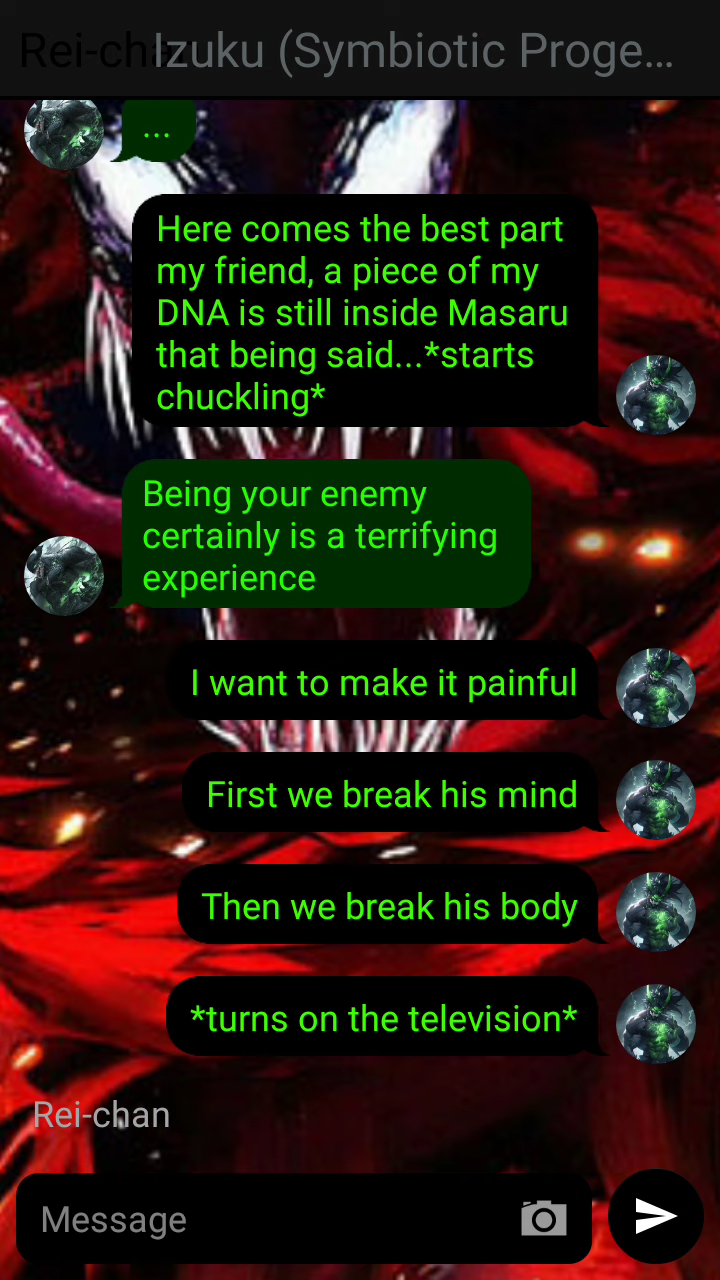 Rei-chan
Izuku (Symbiotic Proge...
...
Here comes the best part
my friend, a piece of my
DNA is still inside Masaru
that being said...*starts
chuckling*
Being your enemy
certainly is a terrifying
experience
I want to make it painful
First we break his mind
Then we break his body
*turns on the television*
Rei-chan
Message